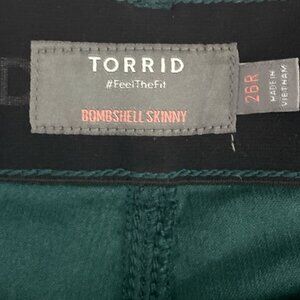 TORRID
#FeelTheFit
BOMBSHELL SKINNY
26R
MADE IN
VIETNAM